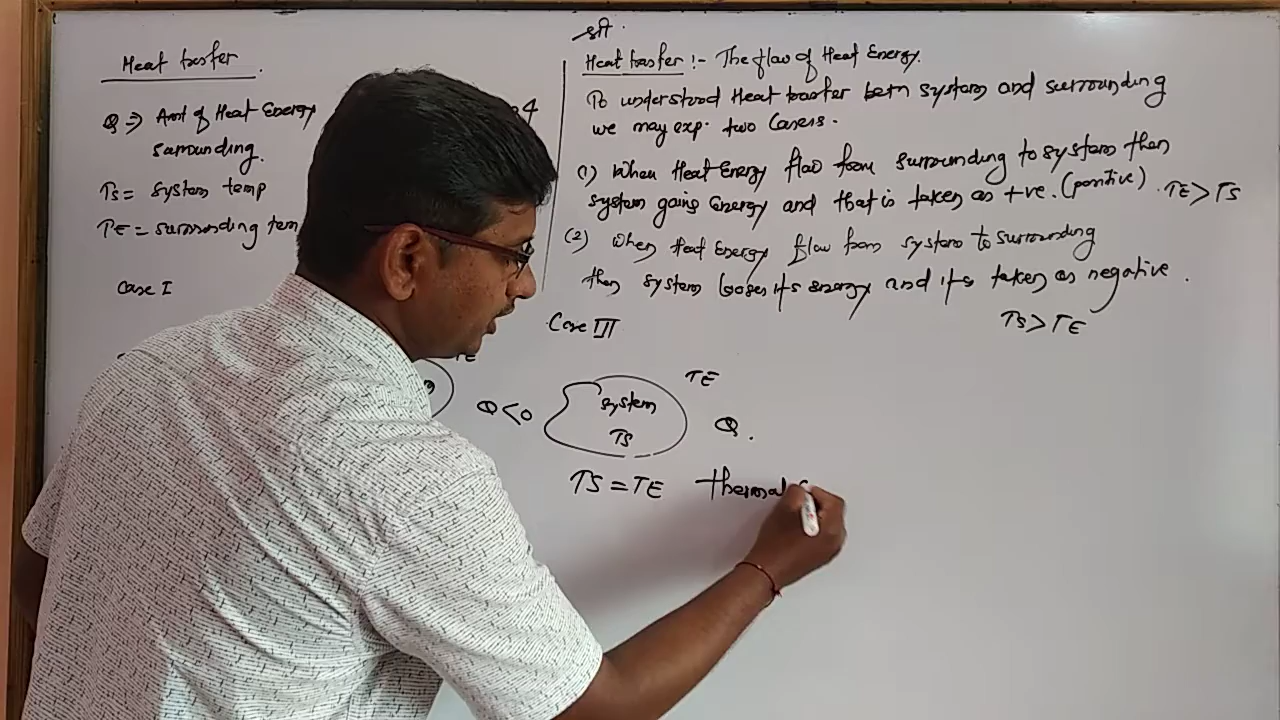 श्री.
Heat trasfer
Q ⇒ Amt of Heat Energy
surrounding.
Ts = system temp
TE = surrounding tem
Case I
TE
Q<0
Heat trasfer :- The flow of Heat Energy.
To understood Heat trasfer betn system and surrounding
we may exp. two Cases.
(1) When Heat Energy flow from surrounding to system then
system gains Energy and that is taken as +ve. (positive). TE > TS
(2) When Heat Energy flow from system to surrounding
then system looses its energy and its taken as negative.
Ts > TE
Case III
TE
system
TS
Q.
TS = TE thermal